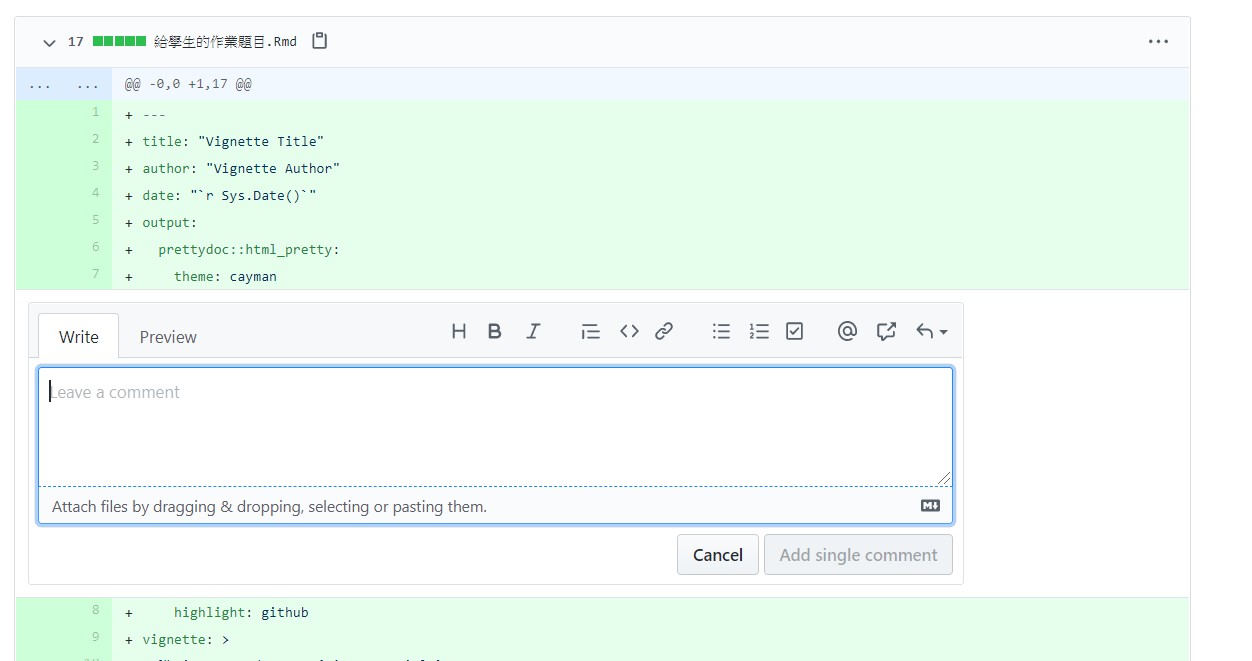 17 給學生的作業題目.Rmd
... ... @@ -0,0 +1,17 @@
1 + ---
2 + title: "Vignette Title"
3 + author: "Vignette Author"
4 + date: "`r Sys.Date()`"
5 + output:
6 + prettydoc::html_pretty:
7 + theme: cayman
Write Preview
Leave a comment
Attach files by dragging & dropping, selecting or pasting them.
Cancel Add single comment
8 + highlight: github
9 + vignette: >